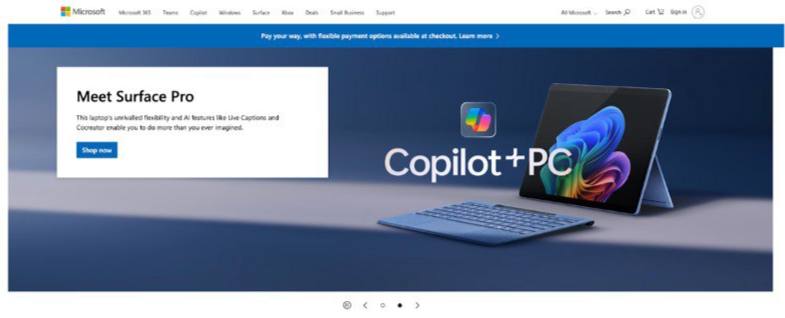 Microsoft Microsoft 365 Teams Copilot Windows Surface Xbox Deals Small Business Support All Microsoft Search Cart Sign in
Pay your way, with flexible payment options available at checkout. Learn more >
Meet Surface Pro
This laptop's unrivalled flexibility and AI features like Live Captions and
Cocreator enable you to do more than you ever imagined.
Shop now
Copilot+PC